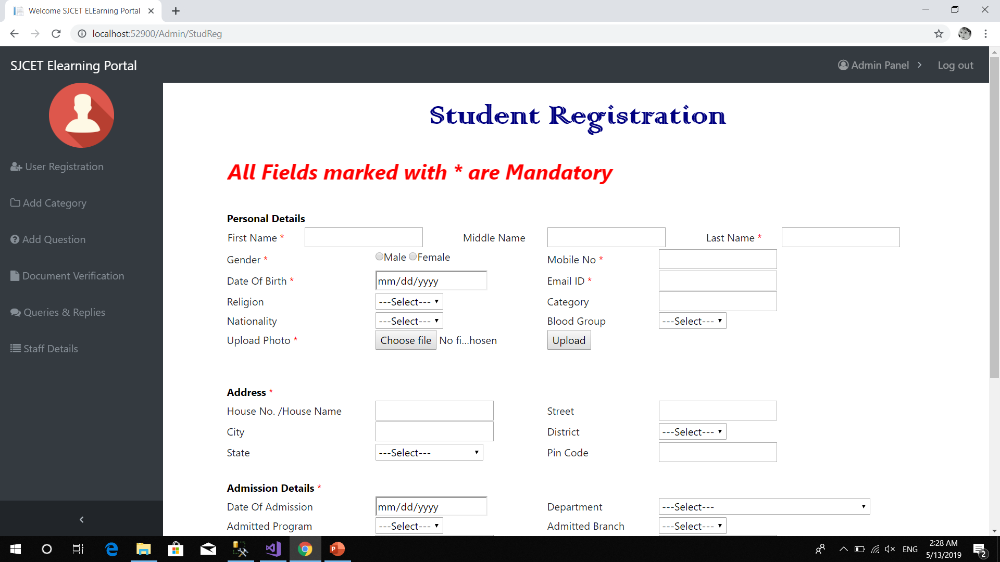 Welcome SJCET ELEarning Portal
localhost:52900/Admin/StudReg
SJCET Elearning Portal
Admin Panel
Log out
User Registration
Add Category
Add Question
Document Verification
Queries & Replies
Staff Details
Student Registration
All Fields marked with * are Mandatory
Personal Details
First Name * Middle Name Last Name *
Gender * Male Female Mobile No *
Date Of Birth * mm/dd/yyyy Email ID *
Religion ---Select--- Category
Nationality ---Select--- Blood Group ---Select---
Upload Photo * Choose file No fi...hosen Upload
Address *
House No. /House Name Street
City District ---Select---
State ---Select--- Pin Code
Admission Details *
Date Of Admission mm/dd/yyyy Department ---Select---
Admitted Program ---Select--- Admitted Branch ---Select---
ENG
2:28 AM
5/13/2019
2